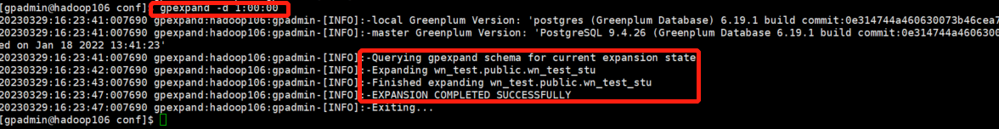 [gpadmin@hadoop106 conf]$ gpexpand -d 1:00:00
20230329:16:23:41:007690 gpexpand:hadoop106:gpadmin-[INFO]:-local Greenplum Version: 'postgres (Greenplum Database) 6.19.1 build commit:0e314744a460630073b46cea7
20230329:16:23:41:007690 gpexpand:hadoop106:gpadmin-[INFO]:-master Greenplum Version: 'PostgreSQL 9.4.26 (Greenplum Database 6.19.1 build commit:0e314744a4606300
ed on Jan 18 2022 13:41:23'
20230329:16:23:41:007690 gpexpand:hadoop106:gpadmin-[INFO]:-Querying gpexpand schema for current expansion state
20230329:16:23:42:007690 gpexpand:hadoop106:gpadmin-[INFO]:-Expanding wn_test.public.wn_test_stu
20230329:16:23:43:007690 gpexpand:hadoop106:gpadmin-[INFO]:-Finished expanding wn_test.public.wn_test_stu
20230329:16:23:47:007690 gpexpand:hadoop106:gpadmin-[INFO]:-EXPANSION COMPLETED SUCCESSFULLY
20230329:16:23:47:007690 gpexpand:hadoop106:gpadmin-[INFO]:-Exiting...
[gpadmin@hadoop106 conf]$